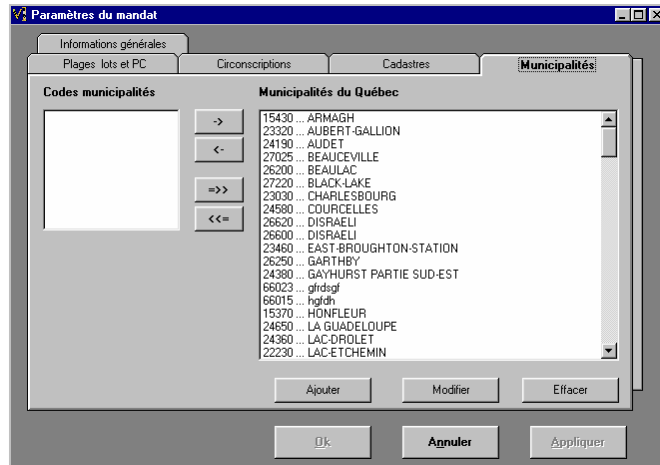 Paramètres du mandat
Informations générales
Plages lots et PC
Circonscriptions
Cadastres
Municipalités
Codes municipalités
Municipalités du Québec
->
<-
=>>
<<=
15430 ... ARMAGH
23320 ... AUBERT-GALLION
24190 ... AUDET
27025 ... BEAUCEVILLE
26200 ... BEAULAC
27220 ... BLACK-LAKE
23030 ... CHARLESBOURG
24580 ... COURCELLES
26620 ... DISRAELI
26600 ... DISRAELI
23460 ... EAST-BROUGHTON-STATION
26250 ... GARTHBY
24380 ... GAYHURST PARTIE SUD-EST
66023 ... gfrdsgf
66015 ... hgfdh
15370 ... HONFLEUR
24650 ... LA GUADELOUPE
24360 ... LAC-DROLET
22230 ... LAC-ETCHEMIN
Ajouter
Modifier
Effacer
Ok
Annuler
Appliquer